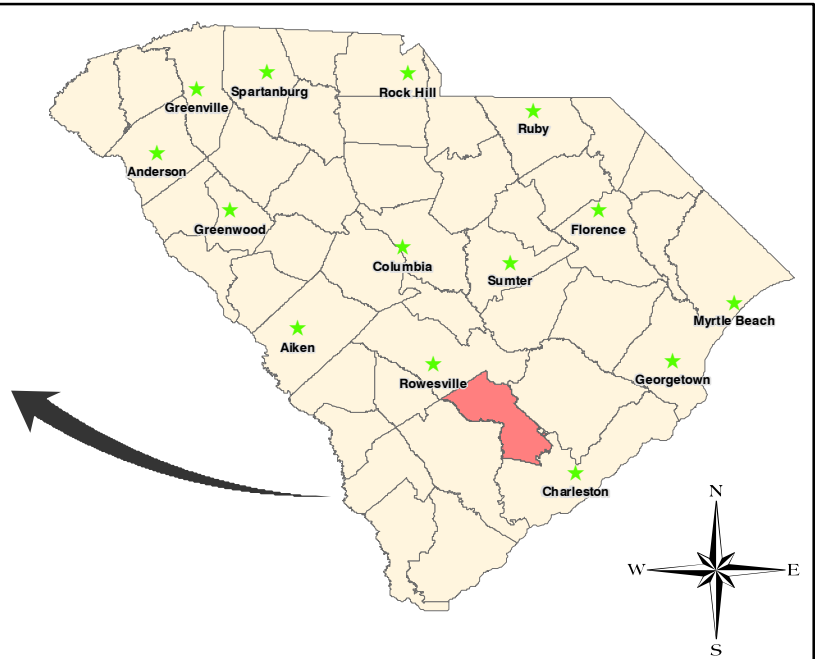 Spartanburg
Rock Hill
Greenville
Ruby
Anderson
Greenwood
Florence
Columbia
Sumter
Myrtle Beach
Aiken
Rowesville
Georgetown
Charleston
N
W
E
S